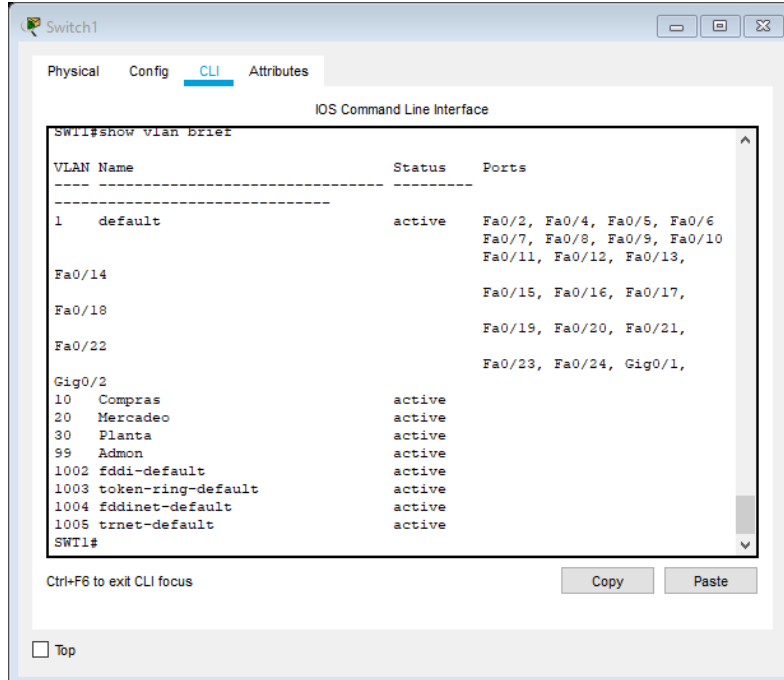 Switch1
Physical Config CLI Attributes
IOS Command Line Interface
SWT1#show vlan brief
VLAN Name Status Ports
---- -------------------------------- ---------
-------------------------------
1 default active Fa0/2, Fa0/4, Fa0/5, Fa0/6
Fa0/7, Fa0/8, Fa0/9, Fa0/10
Fa0/11, Fa0/12, Fa0/13,
Fa0/14
Fa0/15, Fa0/16, Fa0/17,
Fa0/18
Fa0/19, Fa0/20, Fa0/21,
Fa0/22
Fa0/23, Fa0/24, Gig0/1,
Gig0/2
10 Compras active
20 Mercadeo active
30 Planta active
99 Admon active
1002 fddi-default active
1003 token-ring-default active
1004 fddinet-default active
1005 trnet-default active
SWT1#
Ctrl+F6 to exit CLI focus Copy Paste
Top